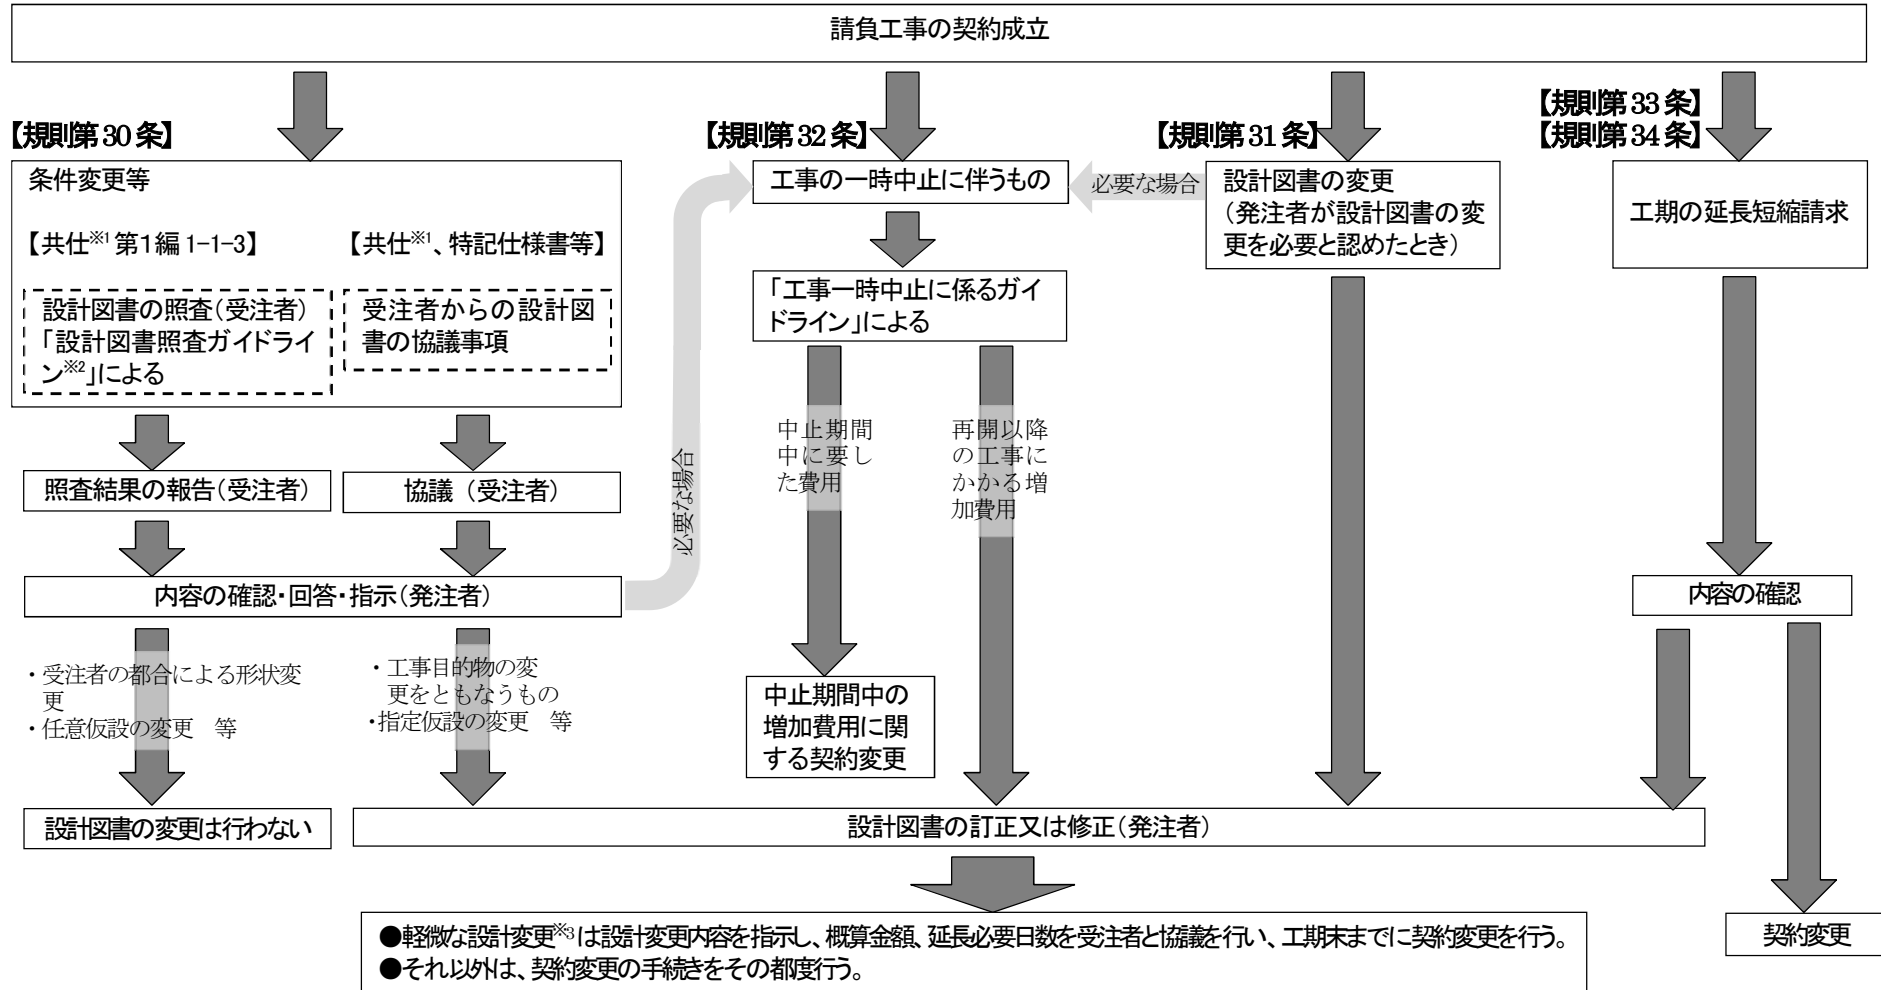 請負工事の契約成立
【規則第30条】
条件変更等
【共仕※1第1編1-1-3】
【共仕※1、特記仕様書等】
設計図書の照査(受注者)
「設計図書照査ガイドライ
ン※2」による
受注者からの設計図
書の協議事項
照査結果の報告(受注者)
協議 (受注者)
内容の確認・回答・指示(発注者)
・受注者の都合による形状変
更
・任意仮設の変更 等
・工事目的物の変
更をともなうもの
・指定仮設の変更 等
設計図書の変更は行わない
必要な場合
【規則第32条】
工事の一時中止に伴うもの
「工事一時中止に係るガイ
ドライン」による
中止期間
中に要し
た費用
再開以降
の工事に
かかる増
加費用
中止期間中の
増加費用に関
する契約変更
必要な場合
【規則第31条】
設計図書の変更
(発注者が設計図書の変
更を必要と認めたとき)
【規則第33条】
【規則第34条】
工期の延長短縮請求
内容の確認
設計図書の訂正又は修正(発注者)
契約変更
●軽微な設計変更※3は設計変更内容を指示し、概算金額、延長必要日数を受注者と協議を行い、工期末までに契約変更を行う。
●それ以外は、契約変更の手続きをその都度行う。